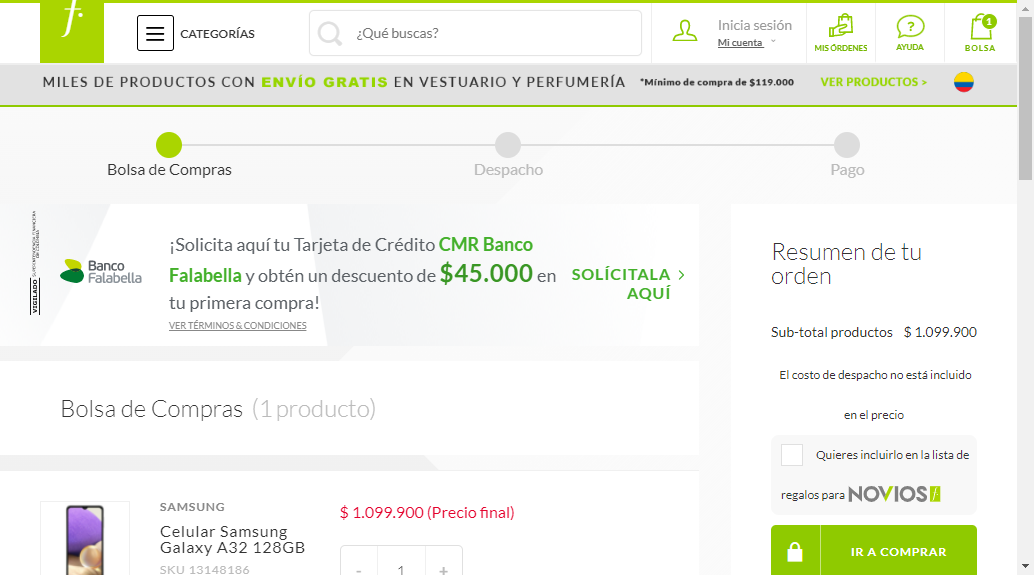 f.
CATEGORÍAS
¿Qué buscas?
Inicia sesión
Mi cuenta
MIS ÓRDENES
AYUDA
1
BOLSA
MILES DE PRODUCTOS CON ENVÍO GRATIS EN VESTUARIO Y PERFUMERÍA *Mínimo de compra de $119.000 VER PRODUCTOS >
Bolsa de Compras
Despacho
Pago
VIGILADO
Banco
Falabella
¡Solicita aquí tu Tarjeta de Crédito CMR Banco
Falabella y obtén un descuento de $45.000 en
tu primera compra!
VER TÉRMINOS & CONDICIONES
SOLÍCITALA >
AQUÍ
Bolsa de Compras (1 producto)
SAMSUNG
Celular Samsung
Galaxy A32 128GB
SKU 13148186
$ 1.099.900 (Precio final)
- 1 +
Resumen de tu
orden
Sub-total productos $ 1.099.900
El costo de despacho no está incluido
en el precio
Quieres incluirlo en la lista de
regalos para NOVIOS f
IR A COMPRAR